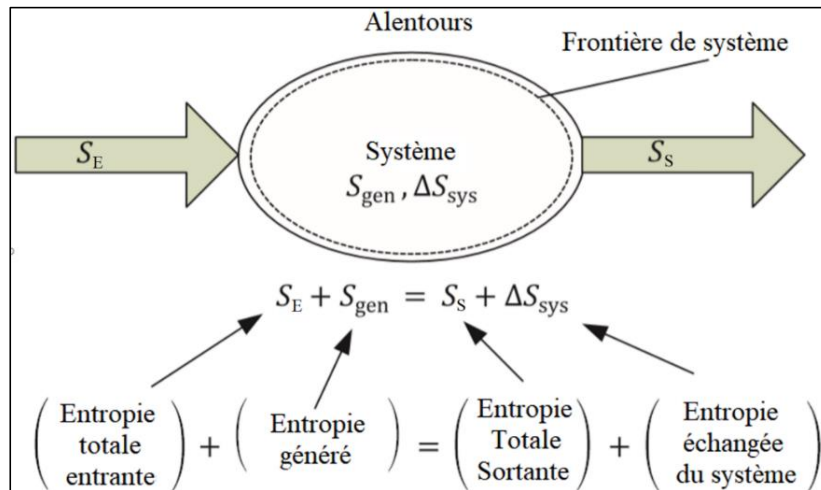 Alentours
Frontière de système
S_E
Système
S_S
S_gen , ΔS_sys
S_E + S_gen = S_S + ΔS_sys
(Entropie totale entrante) + (Entropie généré) = (Entropie Totale Sortante) + (Entropie échangée du système)